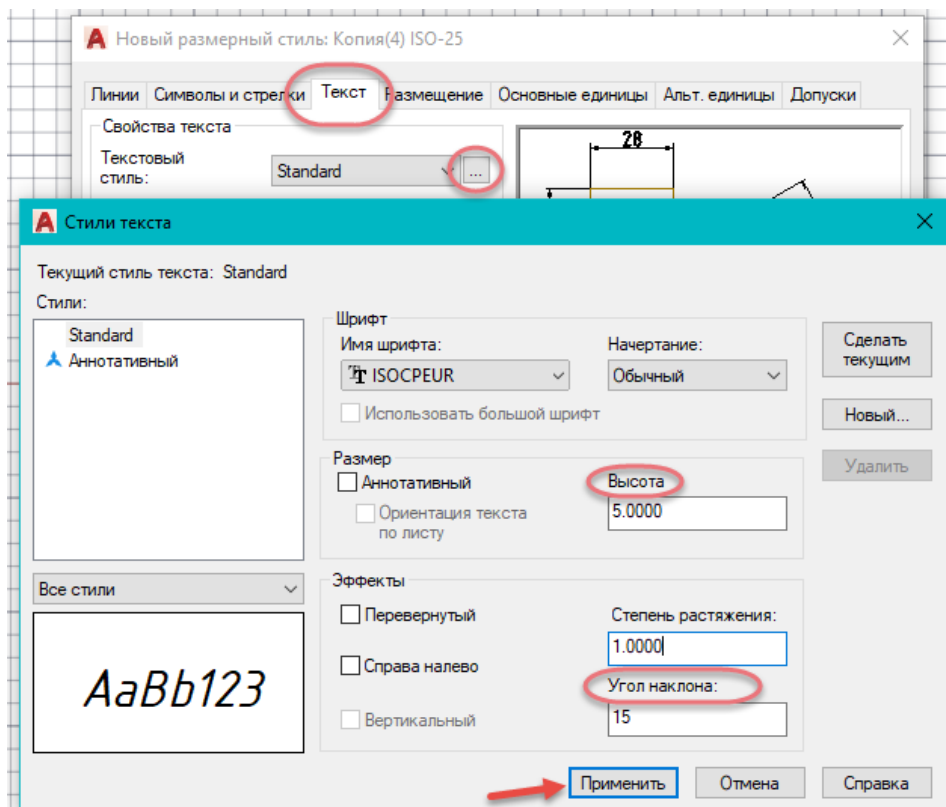 Новый размерный стиль: Копия(4) ISO-25
Линии Символы и стрелки Текст Размещение Основные единицы Альт. единицы Допуски
Свойства текста
Текстовый
стиль:
Standard
...
28
Стили текста
Текущий стиль текста: Standard
Стили:
Standard
Аннотативный
Все стили
AaBb123
Шрифт
Имя шрифта:
ISOCPEUR
Начертание:
Обычный
Использовать большой шрифт
Размер
Аннотативный
Ориентация текста
по листу
Высота
5.0000
Эффекты
Перевернутый
Справа налево
Вертикальный
Степень растяжения:
1.0000
Угол наклона:
15
Сделать
текущим
Новый...
Удалить
Применить
Отмена
Справка